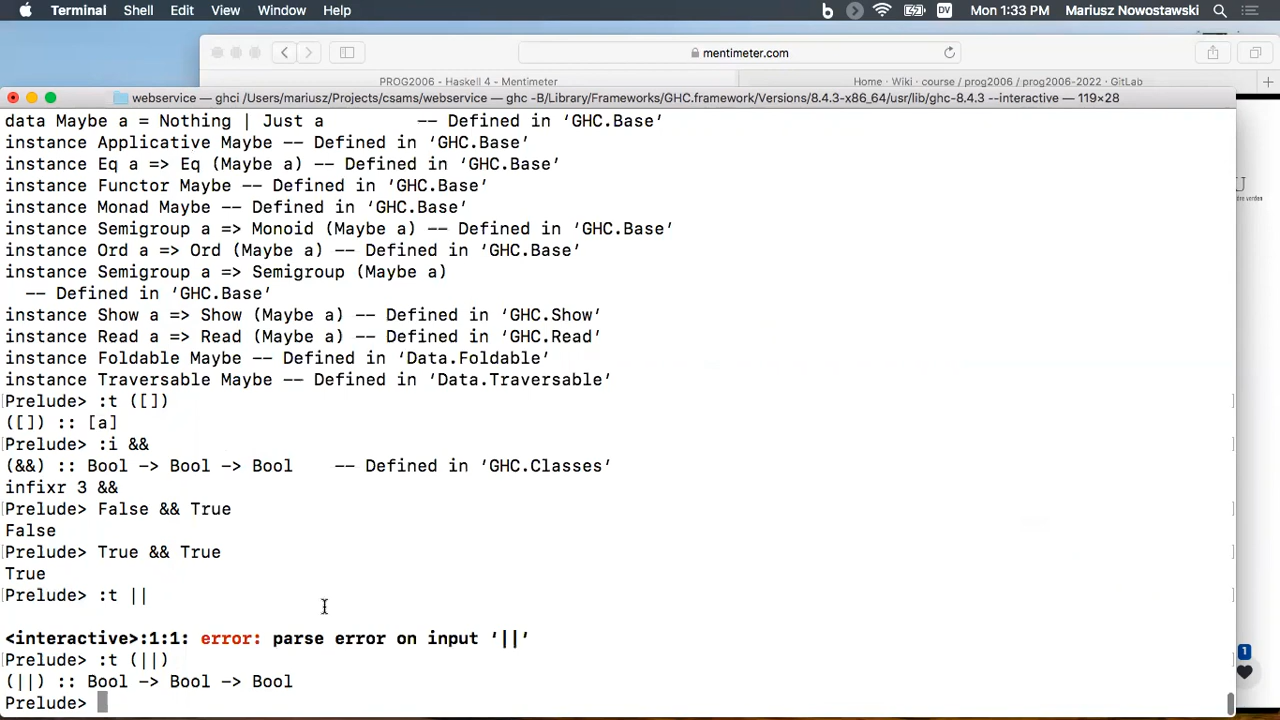 Terminal Shell Edit View Window Help DV Mon 1:33 PM Mariusz Nowostawski
mentimeter.com
PROG2006 - Haskell 4 - Mentimeter Home · Wiki · course / prog2006 / prog2006-2022 · GitLab
webservice — ghci /Users/mariusz/Projects/csams/webservice — ghc -B/Library/Frameworks/GHC.framework/Versions/8.4.3-x86_64/usr/lib/ghc-8.4.3 --interactive — 119×28
data Maybe a = Nothing | Just a -- Defined in ‘GHC.Base’
instance Applicative Maybe -- Defined in ‘GHC.Base’
instance Eq a => Eq (Maybe a) -- Defined in ‘GHC.Base’
instance Functor Maybe -- Defined in ‘GHC.Base’
instance Monad Maybe -- Defined in ‘GHC.Base’
instance Semigroup a => Monoid (Maybe a) -- Defined in ‘GHC.Base’
instance Ord a => Ord (Maybe a) -- Defined in ‘GHC.Base’
instance Semigroup a => Semigroup (Maybe a)
-- Defined in ‘GHC.Base’
instance Show a => Show (Maybe a) -- Defined in ‘GHC.Show’
instance Read a => Read (Maybe a) -- Defined in ‘GHC.Read’
instance Foldable Maybe -- Defined in ‘Data.Foldable’
instance Traversable Maybe -- Defined in ‘Data.Traversable’
Prelude> :t ([])
([]) :: [a]
Prelude> :i &&
(&&) :: Bool -> Bool -> Bool -- Defined in ‘GHC.Classes’
infixr 3 &&
Prelude> False && True
False
Prelude> True && True
True
Prelude> :t ||
<interactive>:1:1: error: parse error on input ‘||’
Prelude> :t (||)
(||) :: Bool -> Bool -> Bool
Prelude>
1